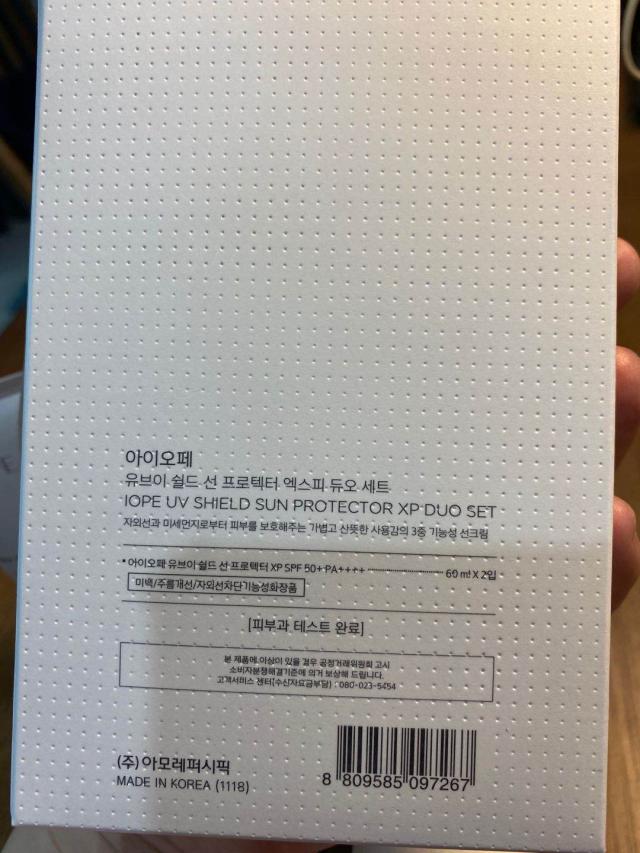 아이오페
유브이 쉴드 선 프로텍터 엑스피 듀오 세트
IOPE UV SHIELD SUN PROTECTOR XP DUO SET
자외선과 미세먼지로부터 피부를 보호해주는 가볍고 산뜻한 사용감의 3중 기능성 선크림
• 아이오페 유브이 쉴드 선 프로텍터 XP SPF 50+ PA++++ 60 ml X 2입
미백/주름개선/자외선차단기능성화장품
[피부과 테스트 완료]
본 제품에 이상이 있을 경우 공정거래위원회 고시
소비자분쟁해결기준에 의거 보상해 드립니다.
고객서비스 센터(수신자요금부담) : 080-023-5454
(주)아모레퍼시픽
MADE IN KOREA (1118)
8 809585 097267